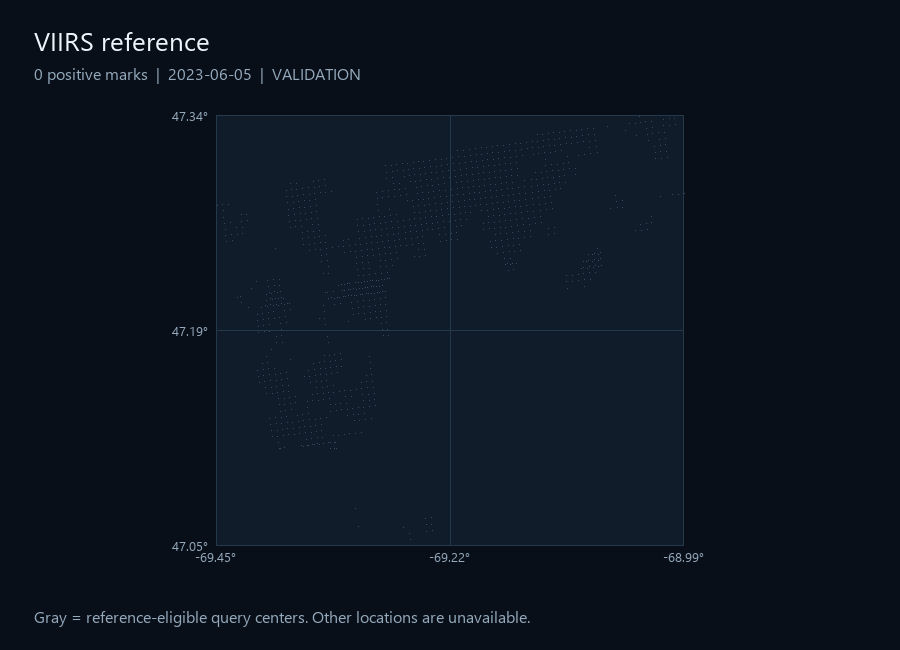 VIIRS reference
0 positive marks | 2023-06-05 | VALIDATION
47.34°
47.19°
47.05°
-69.45° -69.22° -68.99°
Gray = reference-eligible query centers. Other locations are unavailable.